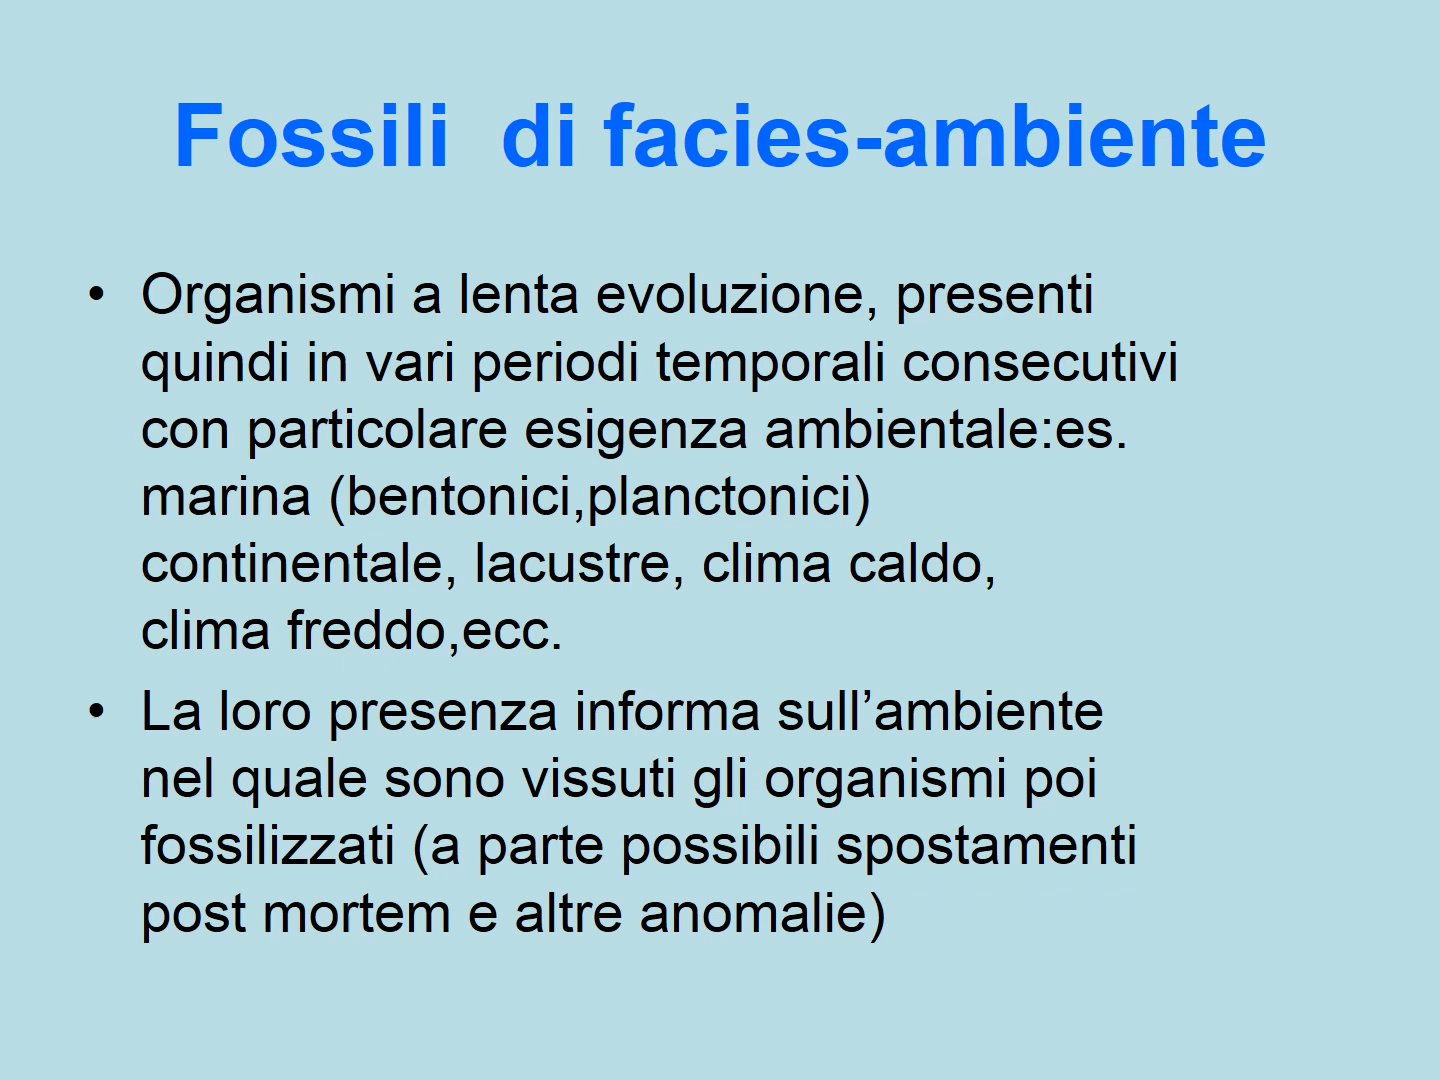 Fossili  di facies-ambiente
• Organismi a lenta evoluzione, presenti
quindi in vari periodi temporali consecutivi
con particolare esigenza ambientale:es.
marina (bentonici,planctonici)
continentale, lacustre, clima caldo,
clima freddo,ecc.
• La loro presenza informa sull’ambiente
nel quale sono vissuti gli organismi poi
fossilizzati (a parte possibili spostamenti
post mortem e altre anomalie)